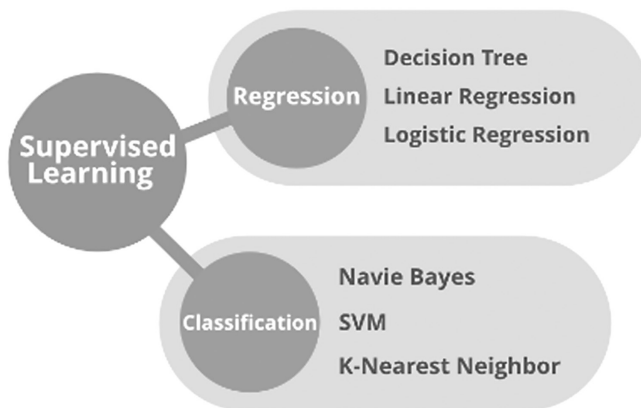 Supervised
Learning
Regression
Decision Tree
Linear Regression
Logistic Regression
Classification
Navie Bayes
SVM
K-Nearest Neighbor